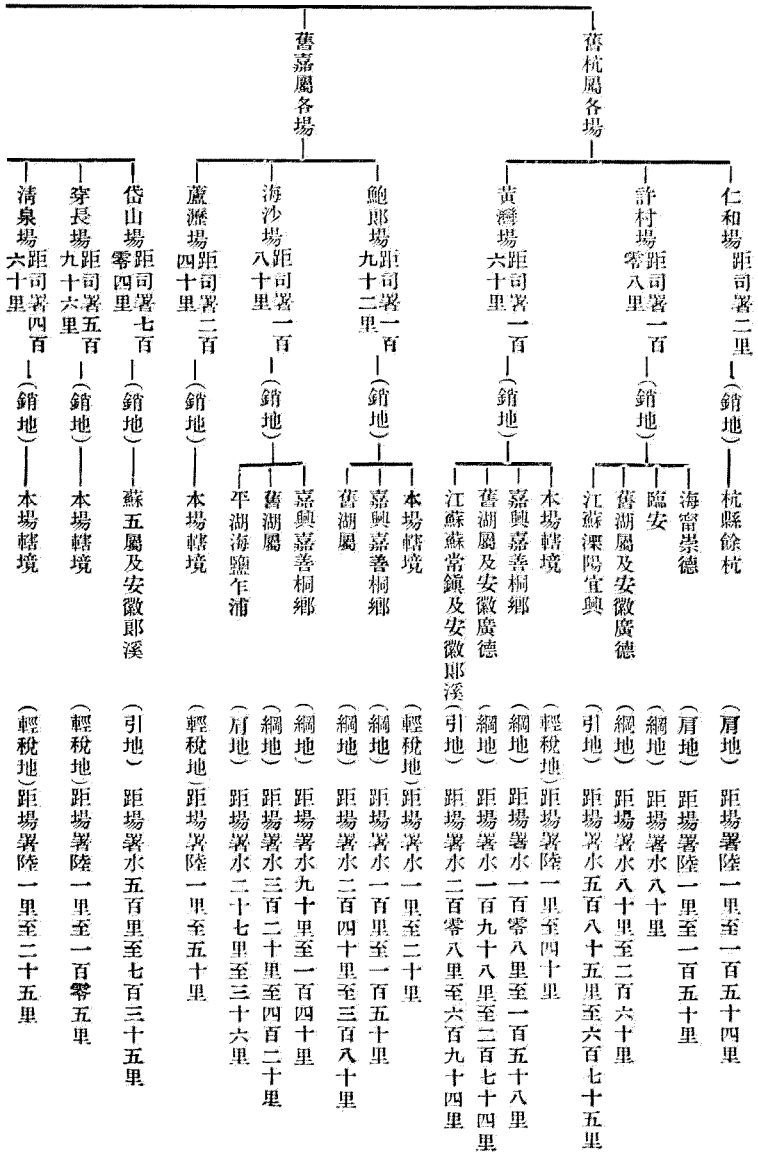 舊杭屬各場
仁和場 距司署二里
(銷地)
杭縣餘杭
(肩地) 距場署陸一里至一百五十四里
許村場 距司署一百零八里
(銷地)
海甯崇德
(肩地) 距場署陸一里至一百五十里
臨安
(綱地) 距場署水八十里
舊湖屬及安徽廣德
(綱地) 距場署水八十里至二百六十里
江蘇溧陽宜興
(引地) 距場署水五百八十五里至六百七十五里
黃灣場 距司署一百六十里
(銷地)
本場轄境
(輕稅地) 距場署陸一里至四十里
嘉興嘉善桐鄉
(綱地) 距場署水一百零八里至一百五十八里
舊湖屬及安徽廣德
(綱地) 距場署水一百九十八里至二百七十四里
江蘇蘇常鎮及安徽郎溪
(引地) 距場署水二百零八里至六百九十四里
舊嘉屬各場
鮑郎場 距司署一百九十二里
(銷地)
本場轄境
(輕稅地) 距場署水一里至二十里
嘉興嘉善桐鄉
(綱地) 距場署水一百里至一百五十里
舊湖屬
(綱地) 距場署水二百四十里至三百八十里
海沙場 距司署一百八十里
(銷地)
嘉興嘉善桐鄉
(綱地) 距場署水九十里至一百四十里
舊湖屬
(綱地) 距場署水三百二十里至四百二十里
平湖海鹽乍浦
(肩地) 距場署水二十七里至三十六里
蘆瀝場 距司署二百四十里
(銷地)
本場轄境
(輕稅地) 距場署陸一里至五十里
岱山場 距司署七百零四里
(銷地)
蘇五屬及安徽郎溪
(引地) 距場署水五百里至七百三十五里
穿長場 距司署五百九十六里
(銷地)
本場轄境
(輕稅地) 距場署陸一里至一百零五里
清泉場 距司署四百六十里
(銷地)
本場轄境
(輕稅地) 距場署陸一里至二十五里